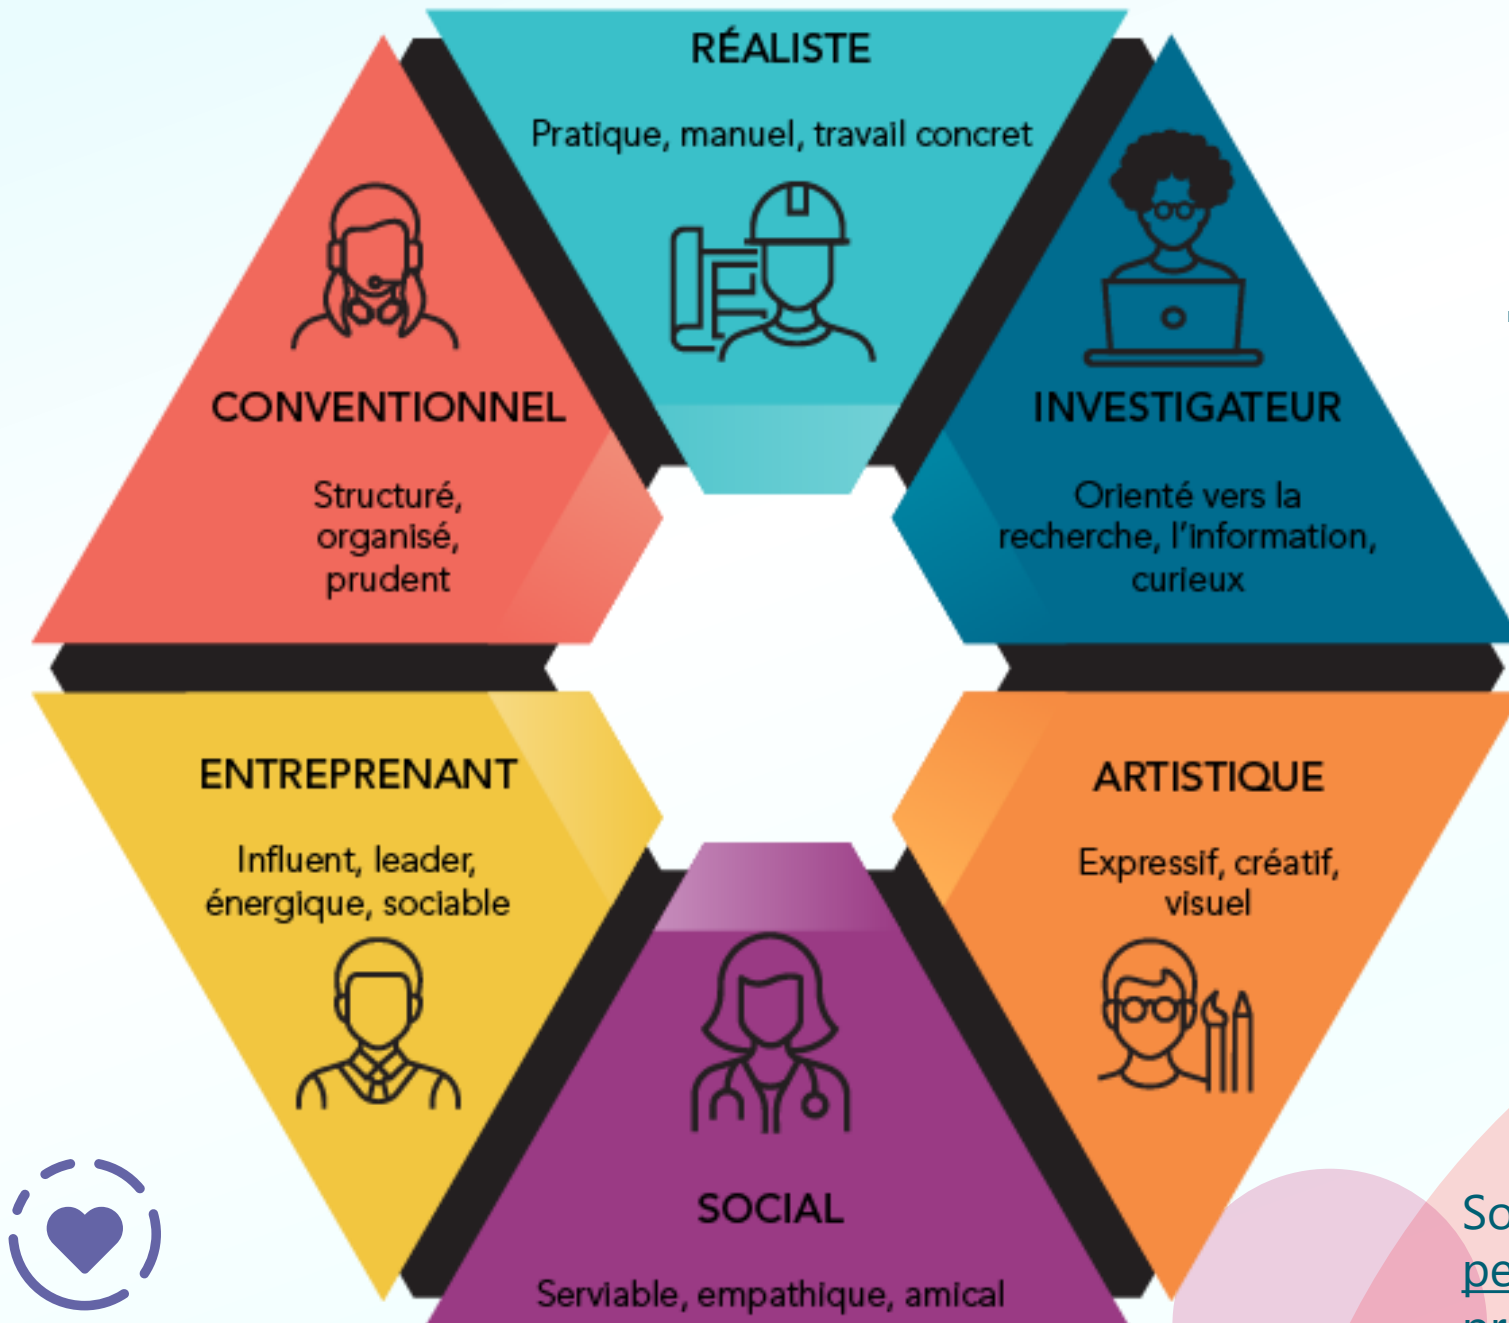 RÉALISTE
Pratique, manuel, travail concret
CONVENTIONNEL
Structuré,
organisé,
prudent
INVESTIGATEUR
Orienté vers la
recherche, l'information,
curieux
ENTREPRENANT
Influent, leader,
énergique, sociable
ARTISTIQUE
Expressif, créatif,
visuel
SOCIAL
Serviable, empathique, amical